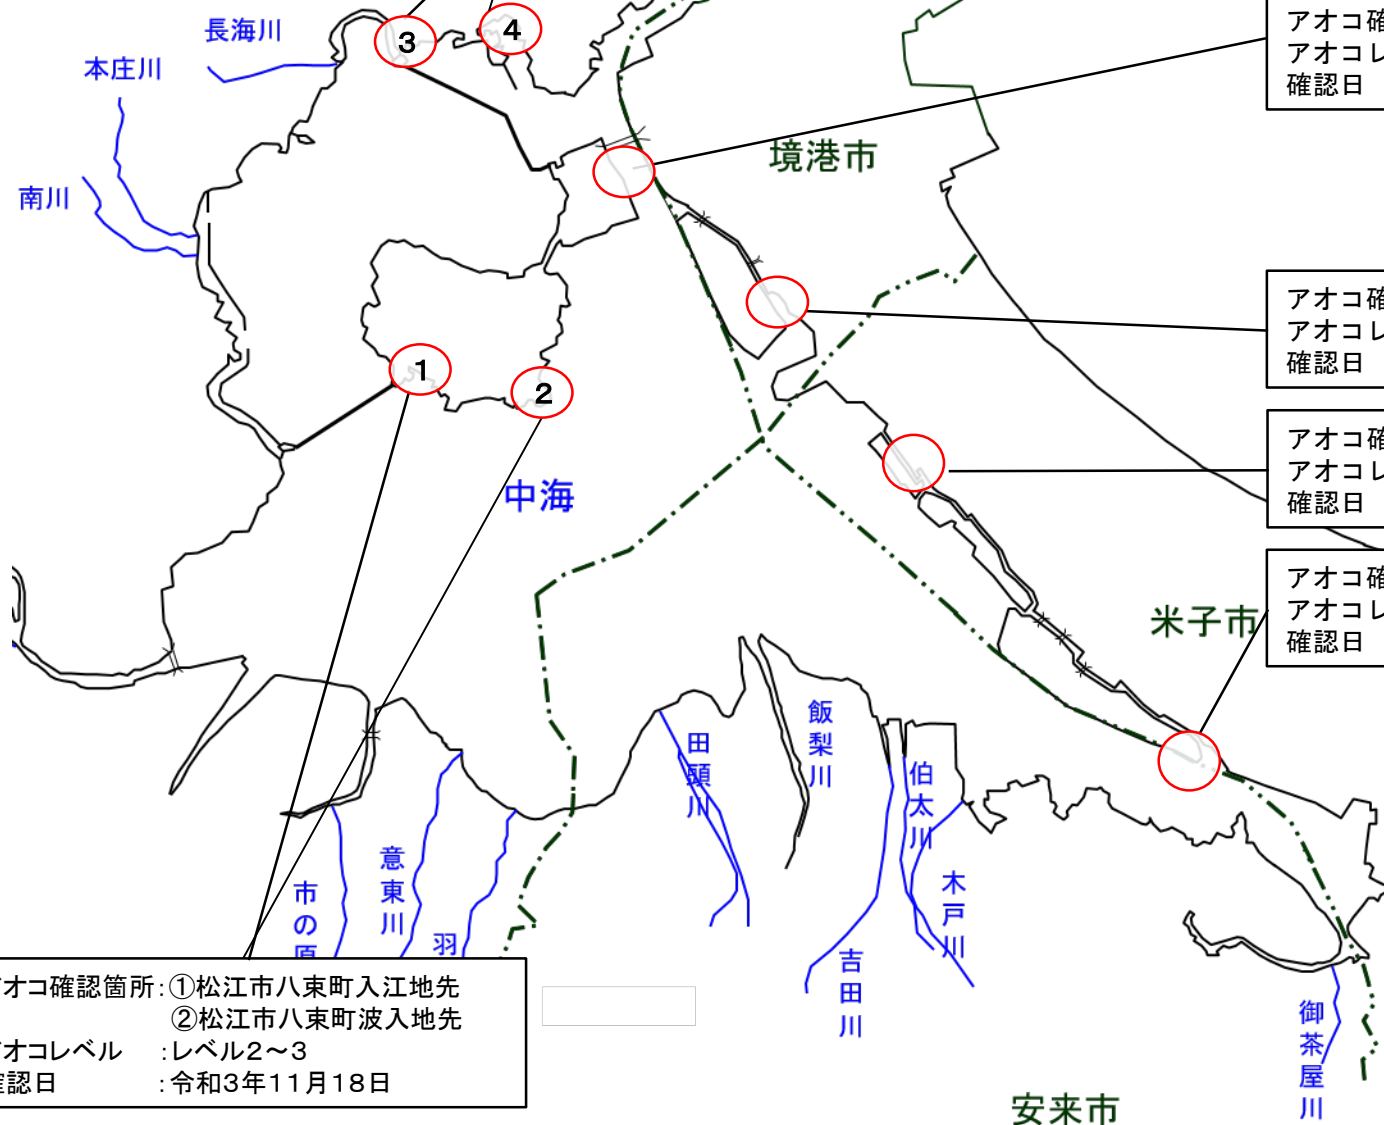 長海川
3
4
本庄川
南川
境港市
アオコ確
アオコレ
確認日
アオコ確
アオコレ
確認日
1
2
中海
アオコ確
アオコレ
確認日
米子市
アオコ確
アオコレ
確認日
飯梨川
田頭川
伯太川
意東川
市の原
羽
木戸川
吉田川
御茶屋川
安来市
オコ確認箇所：①松江市八束町入江地先
②松江市八束町波入地先
オコレベル　：レベル2～3
認日　：令和3年11月18日